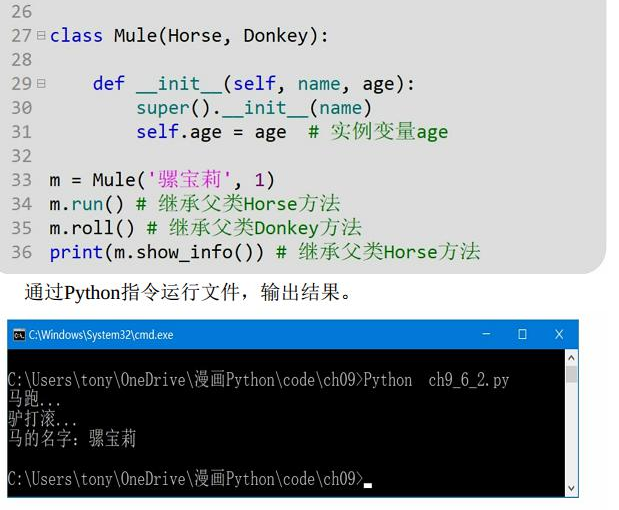 26
27 class Mule(Horse, Donkey):
28
29 def __init__(self, name, age):
30 super().__init__(name)
31 self.age = age # 实例变量age
32
33 m = Mule('骡宝莉', 1)
34 m.run() # 继承父类Horse方法
35 m.roll() # 继承父类Donkey方法
36 print(m.show_info()) # 继承父类Horse方法
通过Python指令运行文件，输出结果。
C:\Windows\System32\cmd.exe
C:\Users\tony\OneDrive\漫画Python\code\ch09>Python ch9_6_2.py
马跑...
驴打滚...
马的名字: 骡宝莉
C:\Users\tony\OneDrive\漫画Python\code\ch09>